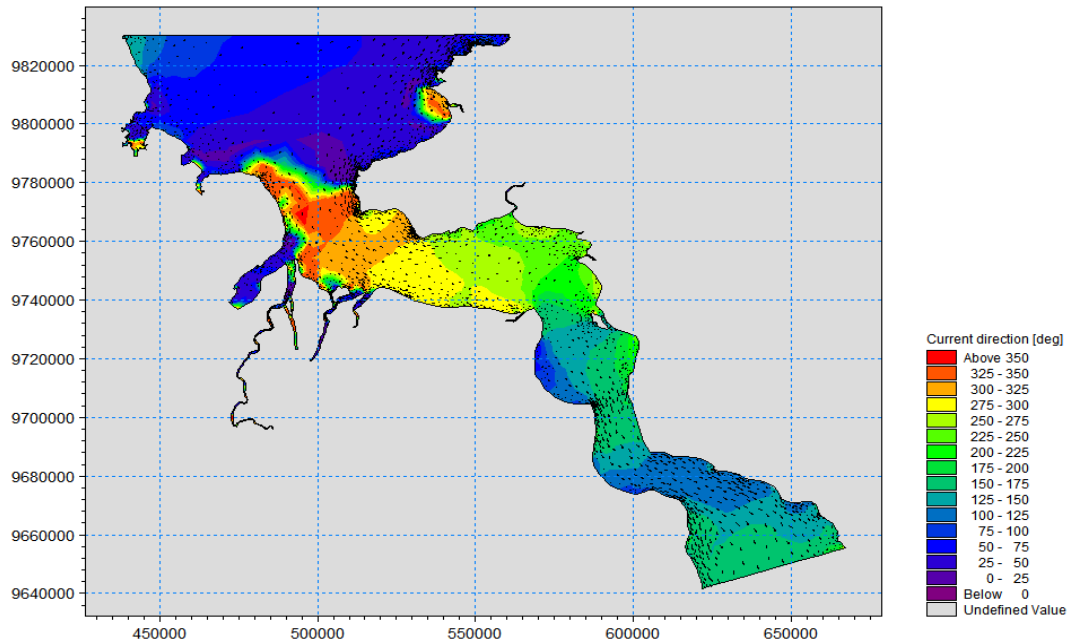 9820000
9800000
9780000
9760000
9740000
9720000
9700000
9680000
9660000
9640000
450000 500000 550000 600000 650000
Current direction [deg]
Above 350
325 - 350
300 - 325
275 - 300
250 - 275
225 - 250
200 - 225
175 - 200
150 - 175
125 - 150
100 - 125
75 - 100
50 - 75
25 - 50
0 - 25
Below 0
Undefined Value